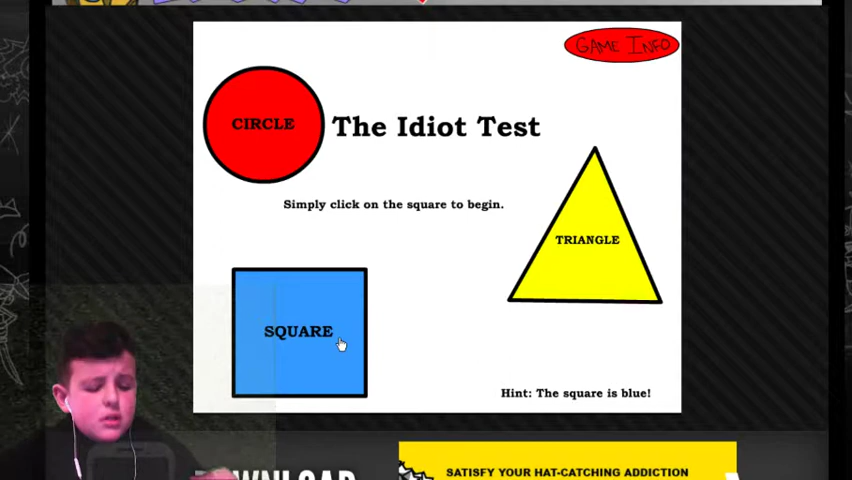 GAME INFO
CIRCLE
The Idiot Test
Simply click on the square to begin.
TRIANGLE
SQUARE
Hint: The square is blue!
DOWNLOAD
SATISFY YOUR HAT-CATCHING ADDICTION